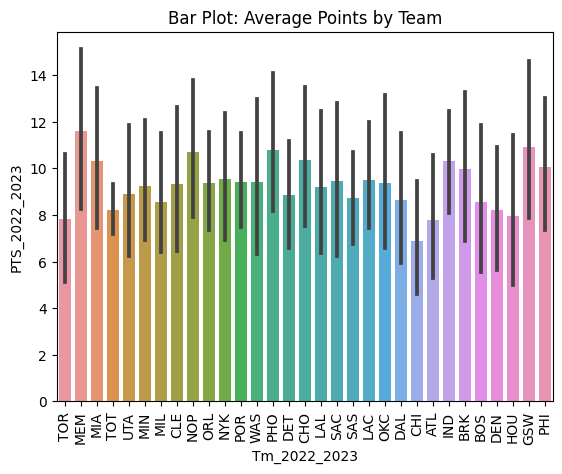 Bar Plot: Average Points by Team
PTS_2022_2023
14
12
10
8
6
4
2
0
TOR
MEM
MIA
TOT
UTA
MIN
MIL
CLE
NOP
ORL
NYK
POR
WAS
PHO
DET
CHO
LAL
SAC
SAS
LAC
OKC
DAL
CHI
ATL
IND
BRK
BOS
DEN
HOU
GSW
PHI
Tm_2022_2023